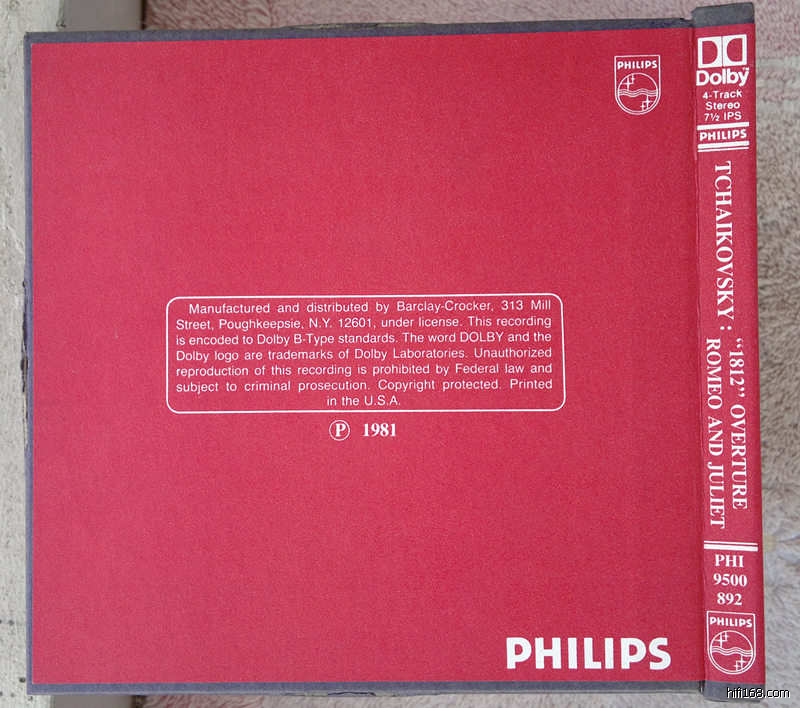 PHILIPS
Manufactured and distributed by Barclay-Crocker, 313 Mill
Street, Poughkeepsie, N.Y. 12601, under license. This recording
is encoded to Dolby B-Type standards. The word DOLBY and the
Dolby logo are trademarks of Dolby Laboratories. Unauthorized
reproduction of this recording is prohibited by Federal law and
subject to criminal prosecution. Copyright protected. Printed
in the U.S.A.
Ⓟ 1981
PHILIPS
Dolby™
4-Track
Stereo
7½ IPS
PHILIPS
TCHAIKOVSKY: "1812" OVERTURE
ROMEO AND JULIET
PHI
9500
892
PHILIPS
hifi168.com